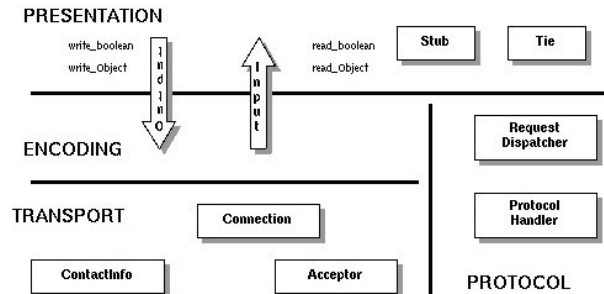 PRESENTATION
write_boolean
write_Object
Output
Input
read_boolean
read_Object
Stub
Tie
ENCODING
Request
Dispatcher
TRANSPORT
Connection
Protocol
Handler
ContactInfo
Acceptor
PROTOCOL